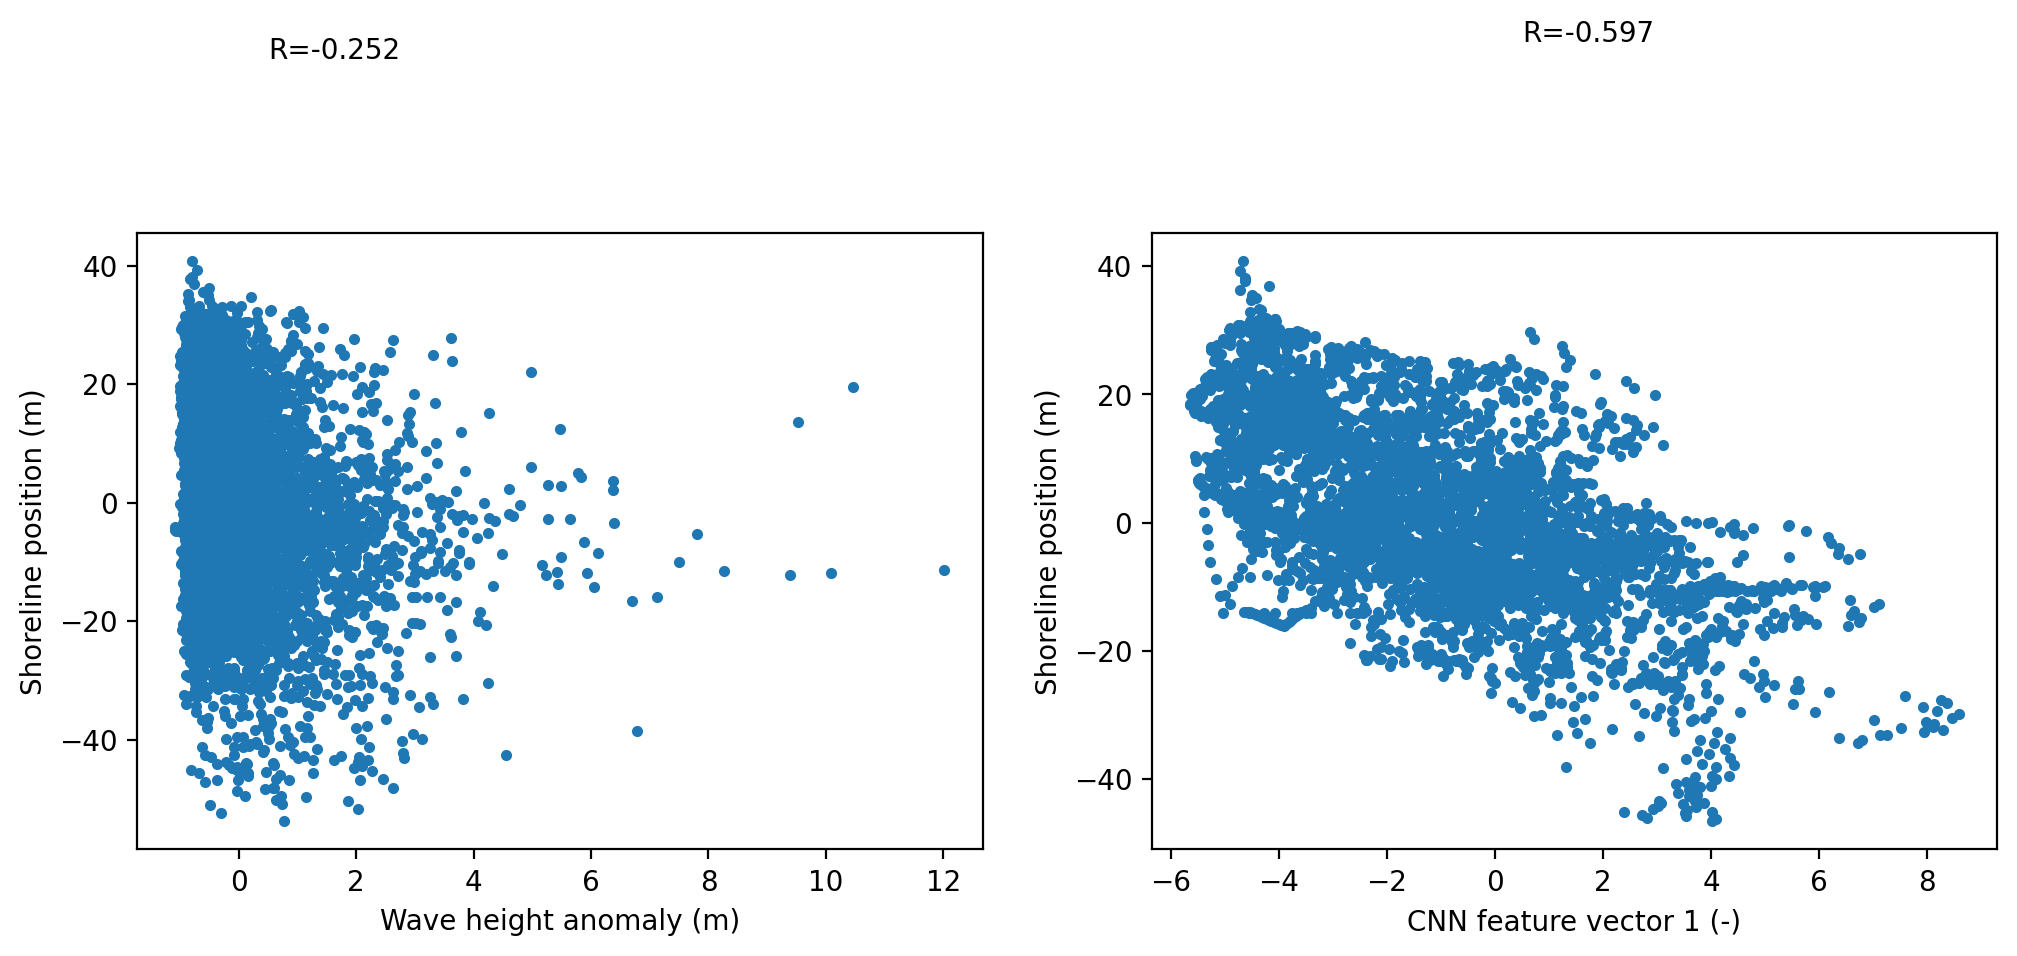 R=-0.252
R=-0.597
40
20
0
−20
−40
Shoreline position (m)
0 2 4 6 8 10 12
Wave height anomaly (m)
40
20
0
−20
−40
Shoreline position (m)
−6 −4 −2 0 2 4 6 8
CNN feature vector 1 (-)